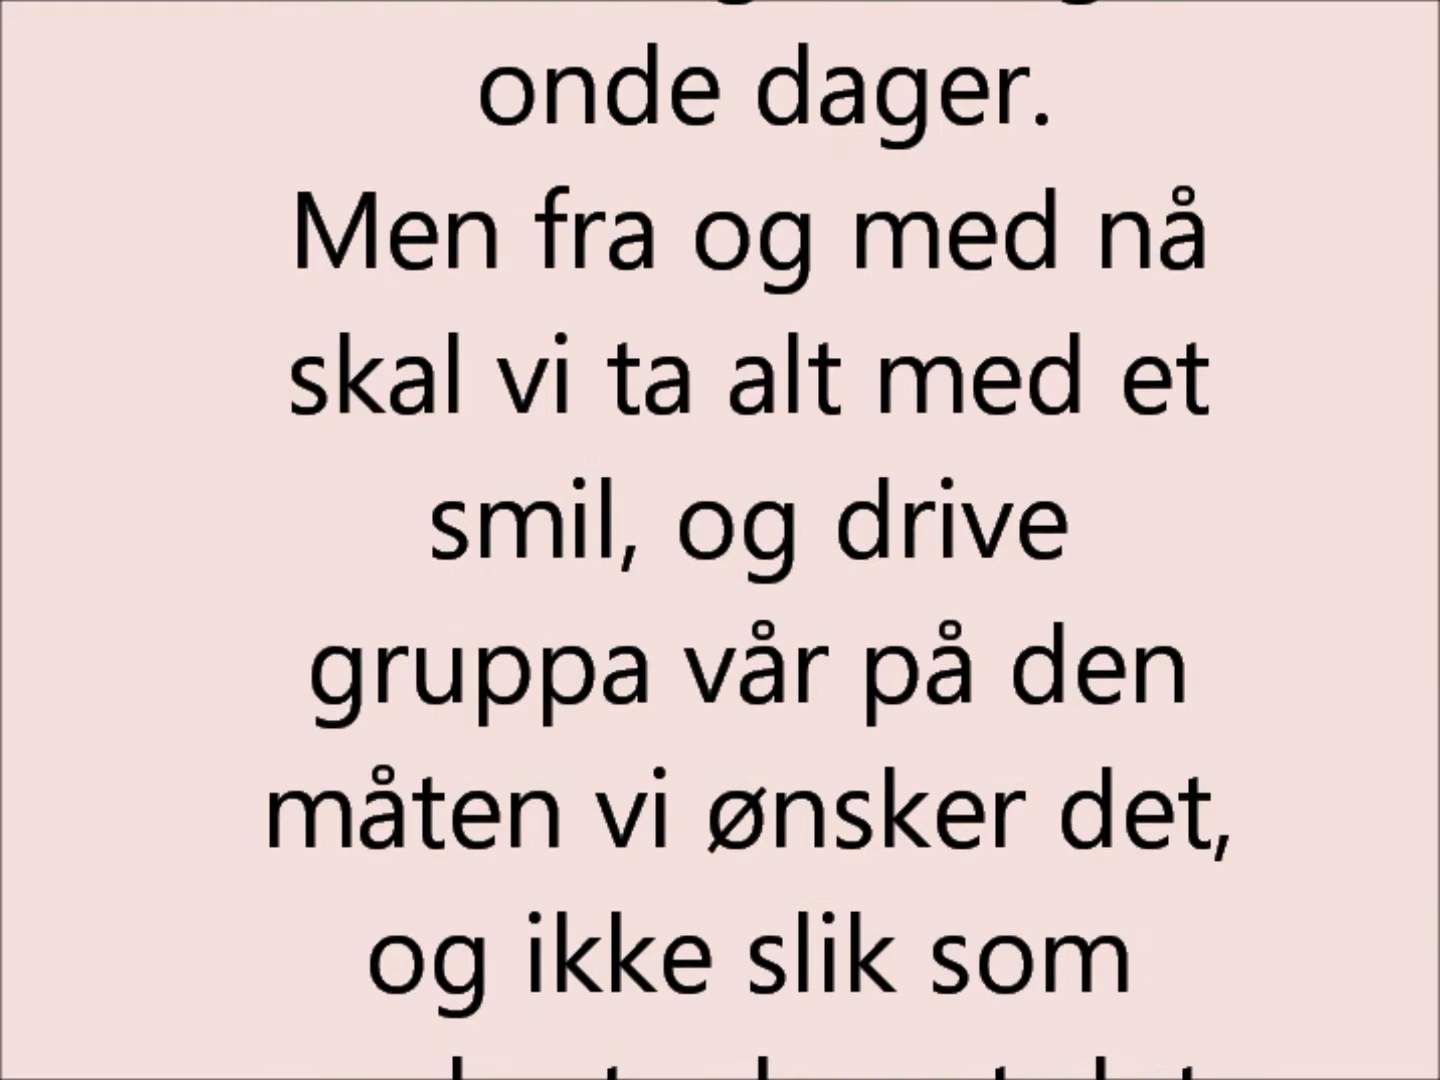 onde dager.
Men fra og med nå
skal vi ta alt med et
smil, og drive
gruppa vår på den
måten vi ønsker det,
og ikke slik som